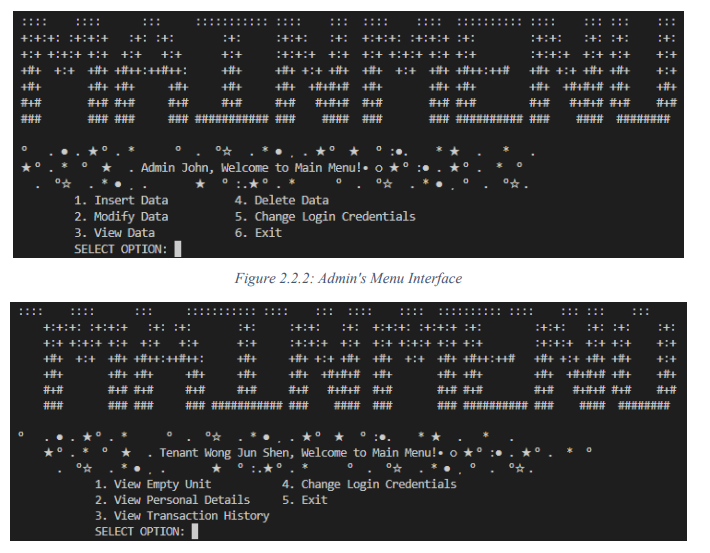 ° . ● . ★° . * ° . °☆ . * ● . . ★° ★ ° :●. * ★ . * .
★° . * ° ★ . Admin John, Welcome to Main Menu!• ○ ★° :● . ★° . * °
. °☆ . * ● . . ★ ° :.★° . * ° . °☆ . * ● . ° . °☆.
1. Insert Data 4. Delete Data
2. Modify Data 5. Change Login Credentials
3. View Data 6. Exit
SELECT OPTION:
Figure 2.2.2: Admin's Menu Interface
° . ● . ★° . * ° . °☆ . * ● . . ★° ★ ° :●. * ★ . * .
★° . * ° ★ . Tenant Wong Jun Shen, Welcome to Main Menu!• ○ ★° :● . ★° . * °
. °☆ . * ● . . ★ ° :.★° . * ° . °☆ . * ● . ° . °☆.
1. View Empty Unit 4. Change Login Credentials
2. View Personal Details 5. Exit
3. View Transaction History
SELECT OPTION: